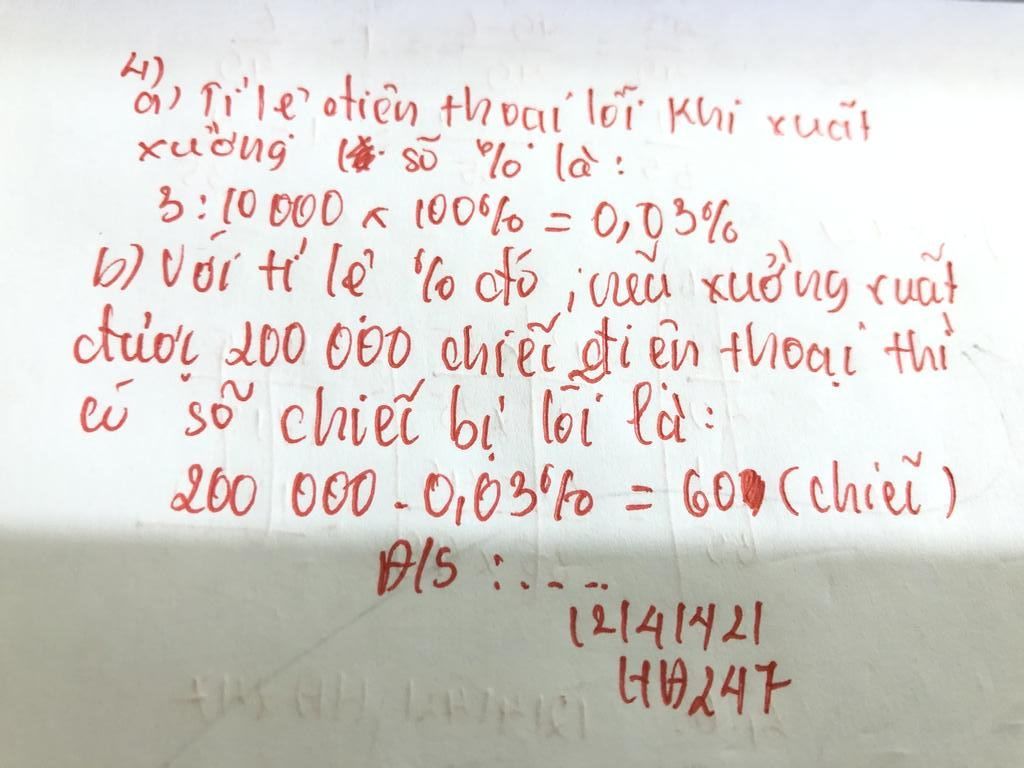 4)
a) Tỉ lệ điện thoại lỗi khi xuất
xưởng số % là:
3 : 10 000 x 100% = 0,03%
b) Với tỉ lệ % đó, nếu xưởng xuất
được 200 000 chiếc điện thoại thì
có số chiếc bị lỗi là:
200 000 . 0,03% = 60 (chiếc)
Đ/S : ....
12141421
HĐ247